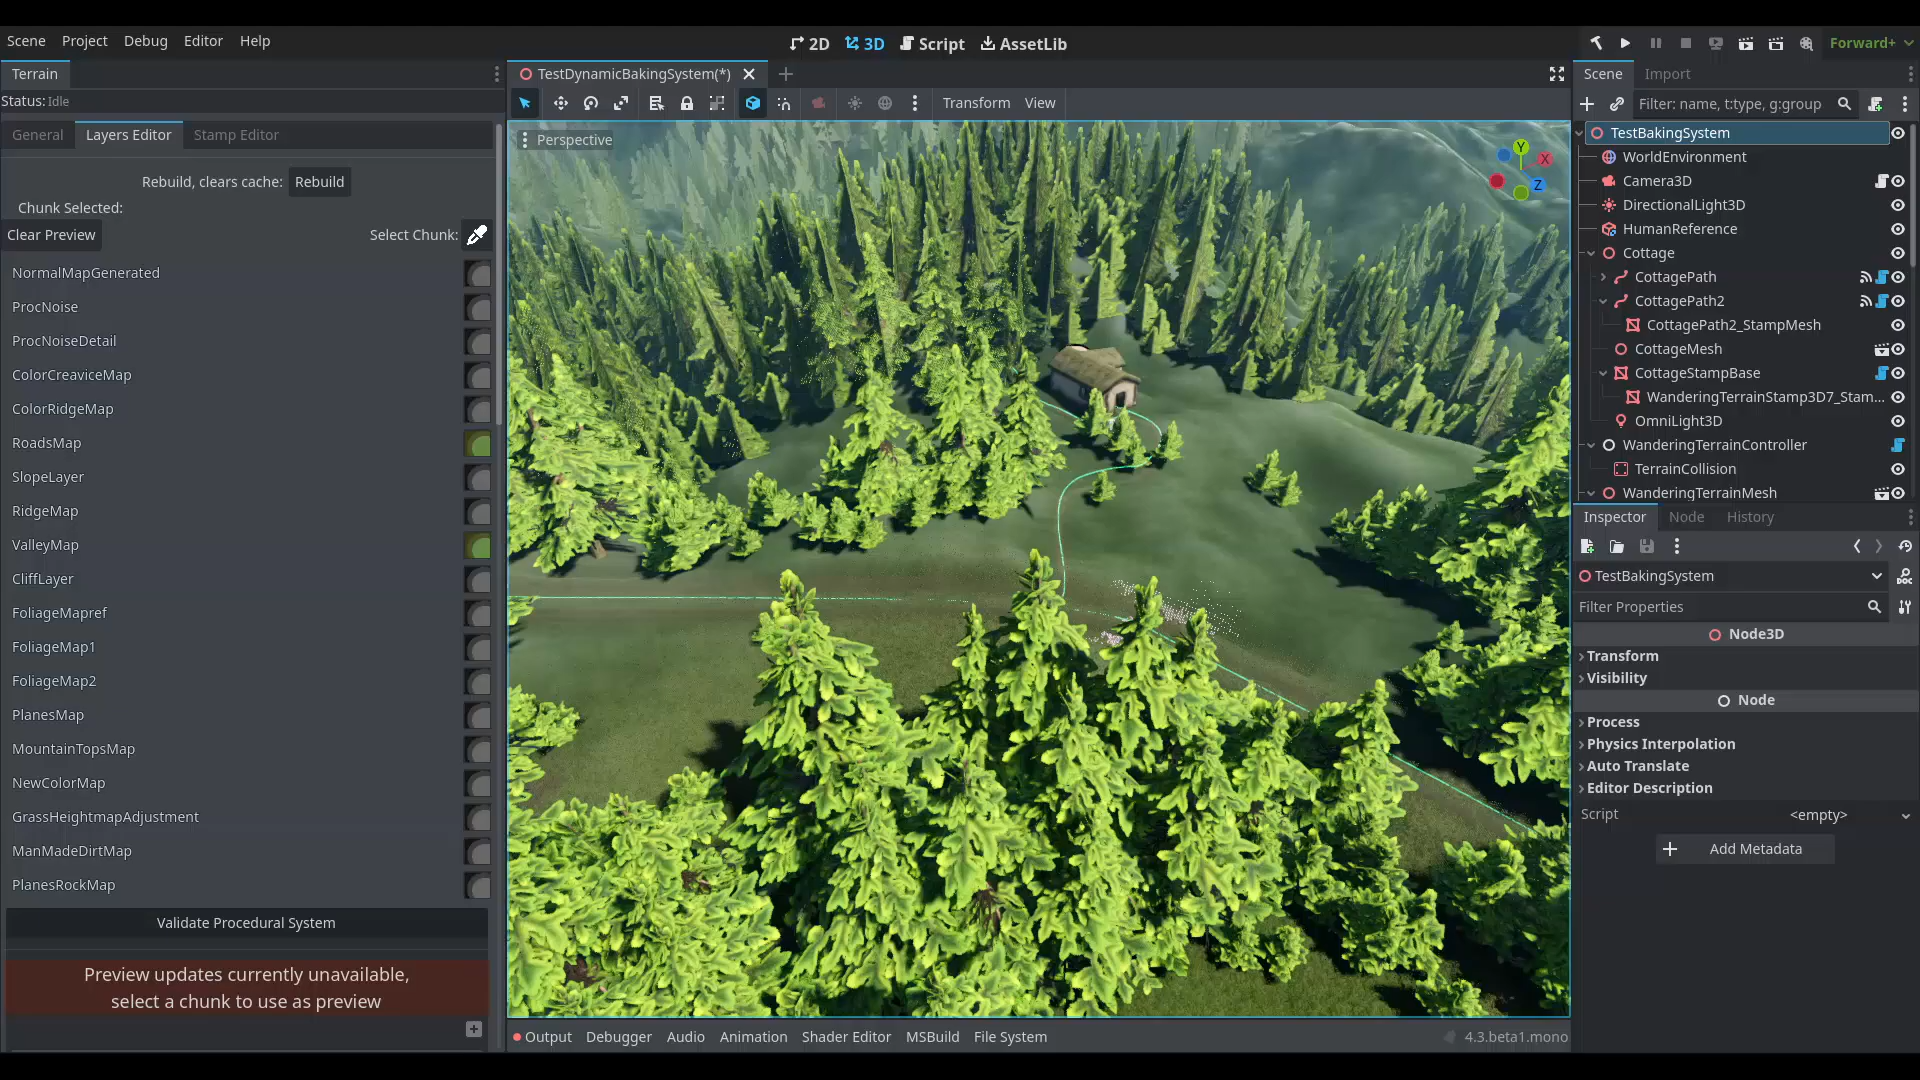 Scene Project Debug Editor Help
2D 3D Script AssetLib
Forward+
Terrain
Status: Idle
General Layers Editor Stamp Editor
Rebuild, clears cache: Rebuild
Chunk Selected:
Clear Preview Select Chunk:
NormalMapGenerated
ProcNoise
ProcNoiseDetail
ColorCreaviceMap
ColorRidgeMap
RoadsMap
SlopeLayer
RidgeMap
ValleyMap
CliffLayer
FoliageMapref
FoliageMap1
FoliageMap2
PlanesMap
MountainTopsMap
NewColorMap
GrassHeightmapAdjustment
ManMadeDirtMap
PlanesRockMap
Validate Procedural System
Preview updates currently unavailable,
select a chunk to use as preview
TestDynamicBakingSystem(*)
Transform View
Perspective
Y
X
Z
Output Debugger Audio Animation Shader Editor MSBuild File System 4.3.beta1.mono
Scene Import
Filter: name, t:type, g:group
TestBakingSystem
WorldEnvironment
Camera3D
DirectionalLight3D
HumanReference
Cottage
CottagePath
CottagePath2
CottagePath2_StampMesh
CottageMesh
CottageStampBase
WanderingTerrainStamp3D7_Stam...
OmniLight3D
WanderingTerrainController
TerrainCollision
WanderingTerrainMesh
Inspector Node History
TestBakingSystem
Filter Properties
Node3D
Transform
Visibility
Node
Process
Physics Interpolation
Auto Translate
Editor Description
Script <empty>
Add Metadata